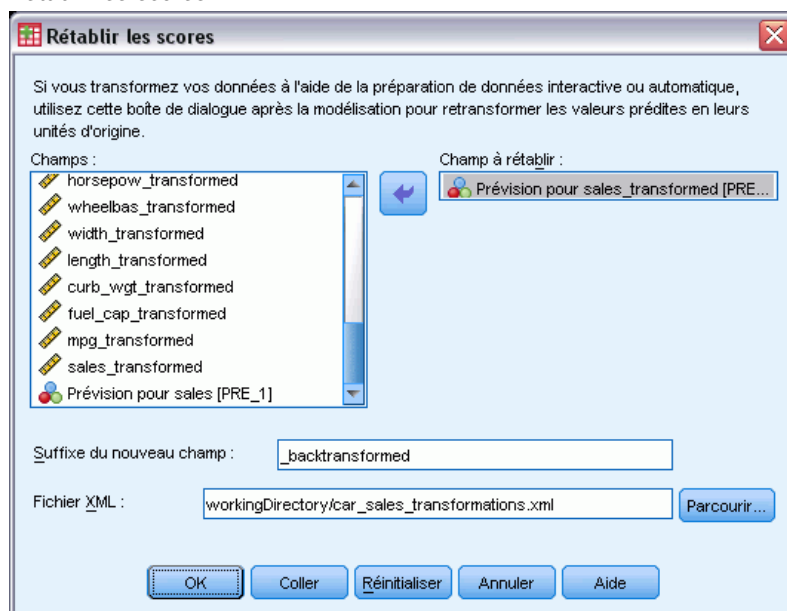 Rétablir les scores
Si vous transformez vos données à l'aide de la préparation de données interactive ou automatique,
utilisez cette boîte de dialogue après la modélisation pour retransformer les valeurs prédites en leurs
unités d'origine.
Champs :
horsepow_transformed
wheelbas_transformed
width_transformed
length_transformed
curb_wgt_transformed
fuel_cap_transformed
mpg_transformed
sales_transformed
Prévision pour sales [PRE_1]
Champ à rétablir :
Prévision pour sales_transformed [PRE...
Suffixe du nouveau champ :
_backtransformed
Fichier XML :
workingDirectory/car_sales_transformations.xml
Parcourir...
OK
Coller
Réinitialiser
Annuler
Aide